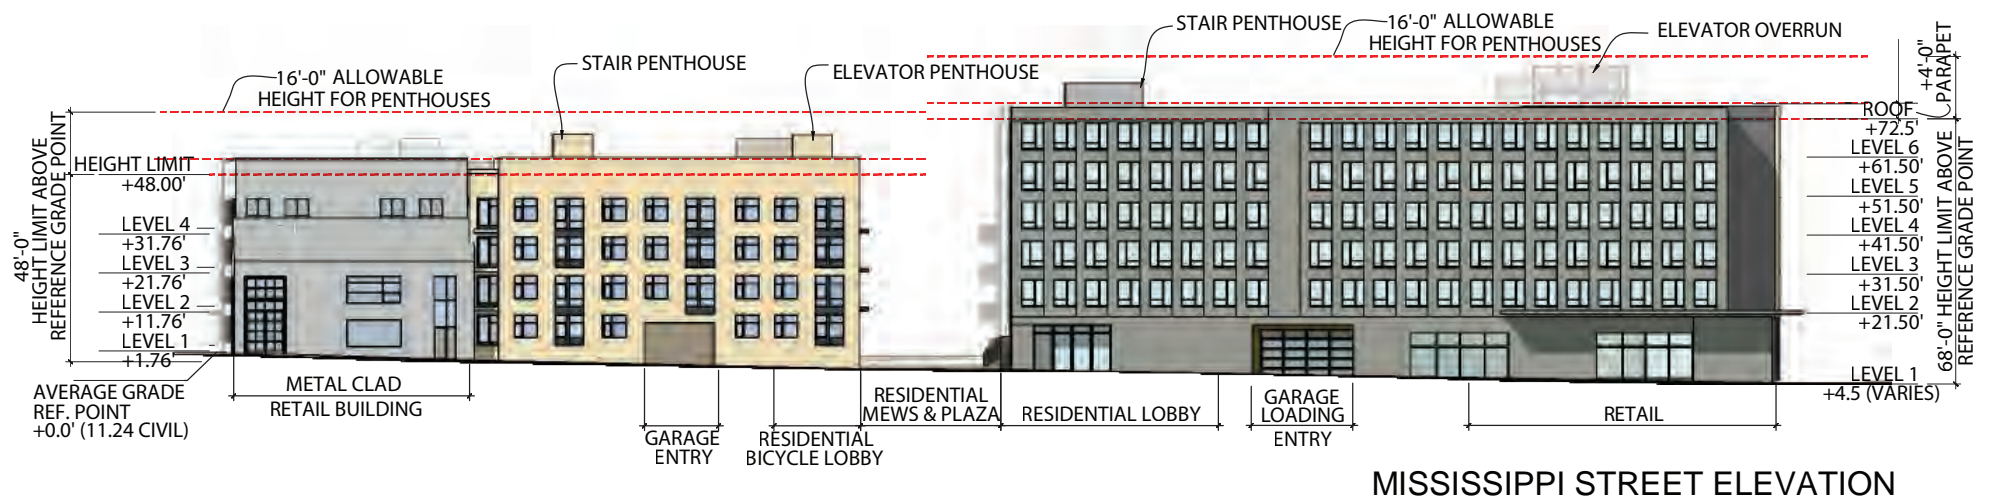 STAIR PENTHOUSE
16'-0" ALLOWABLE
HEIGHT FOR PENTHOUSES
ELEVATOR OVERRUN
+4'-0"
PARAPET
STAIR PENTHOUSE
ELEVATOR PENTHOUSE
16'-0" ALLOWABLE
HEIGHT FOR PENTHOUSES
48'-0"
HEIGHT LIMIT ABOVE
REFERENCE GRADE POINT
HEIGHT LIMIT
+48.00'
LEVEL 4
+31.76'
LEVEL 3
+21.76'
LEVEL 2
+11.76'
LEVEL 1
+1.76'
AVERAGE GRADE
REF. POINT
+0.0' (11.24 CIVIL)
METAL CLAD
RETAIL BUILDING
GARAGE
ENTRY
RESIDENTIAL
BICYCLE LOBBY
RESIDENTIAL
MEWS & PLAZA
RESIDENTIAL LOBBY
GARAGE
LOADING
ENTRY
RETAIL
ROOF
+72.5'
LEVEL 6
+61.50'
LEVEL 5
+51.50'
LEVEL 4
+41.50'
LEVEL 3
+31.50'
LEVEL 2
+21.50'
LEVEL 1
+4.5 (VARIES)
68'-0" HEIGHT LIMIT ABOVE
REFERENCE GRADE POINT
MISSISSIPPI STREET ELEVATION